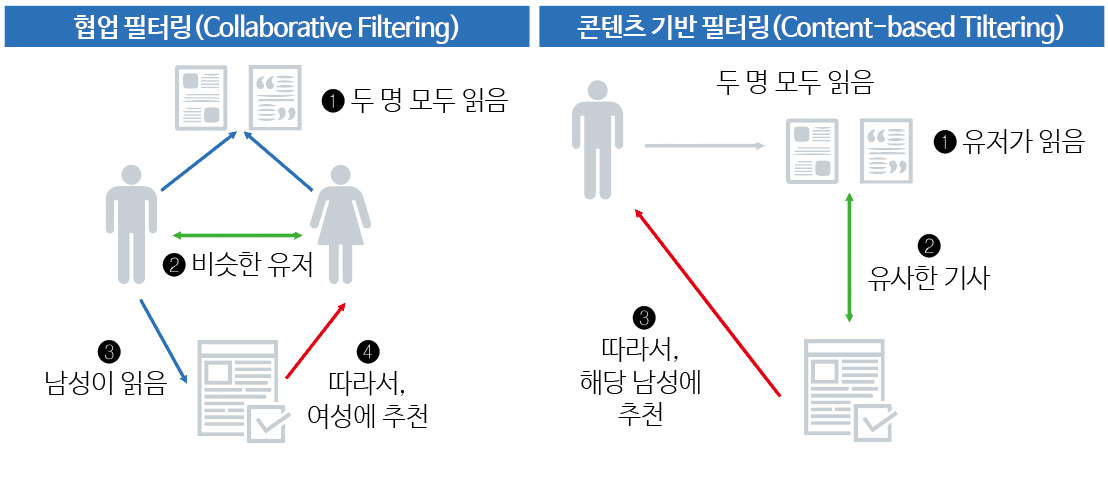 협업 필터링(Collaborative Filtering)
❶ 두 명 모두 읽음
❷ 비슷한 유저
❸
남성이 읽음
❹
따라서,
여성에 추천
콘텐츠 기반 필터링(Content-based Tiltering)
두 명 모두 읽음
❶ 유저가 읽음
❷
유사한 기사
❸
따라서,
해당 남성에
추천